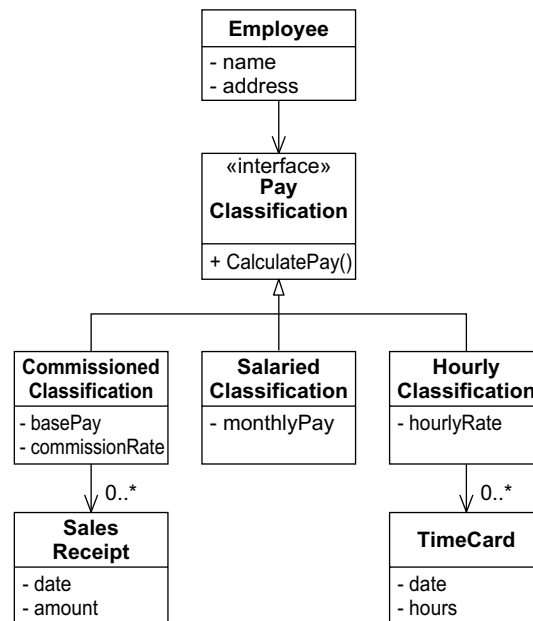 Employee
- name
- address
«interface»
Pay
Classification
+ CalculatePay()
Commissioned
Classification
- basePay
- commissionRate
Salaried
Classification
- monthlyPay
Hourly
Classification
- hourlyRate
0..*
0..*
Sales
Receipt
- date
- amount
TimeCard
- date
- hours